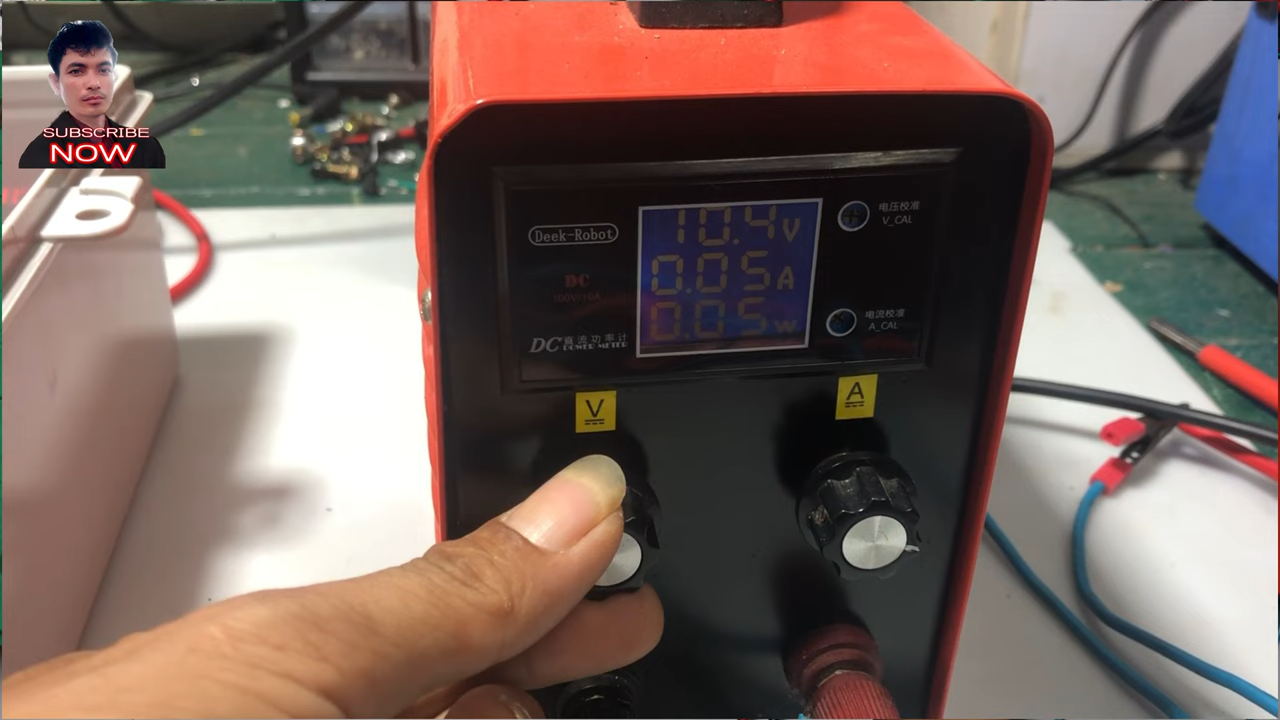 SUBSCRIBE
NOW
Deek-Robot
DC
100V/10A
DC 直流功率计
POWER METER
10.4V
0.05A
0.05W
电压校准
V_CAL
电流校准
A_CAL
V
A